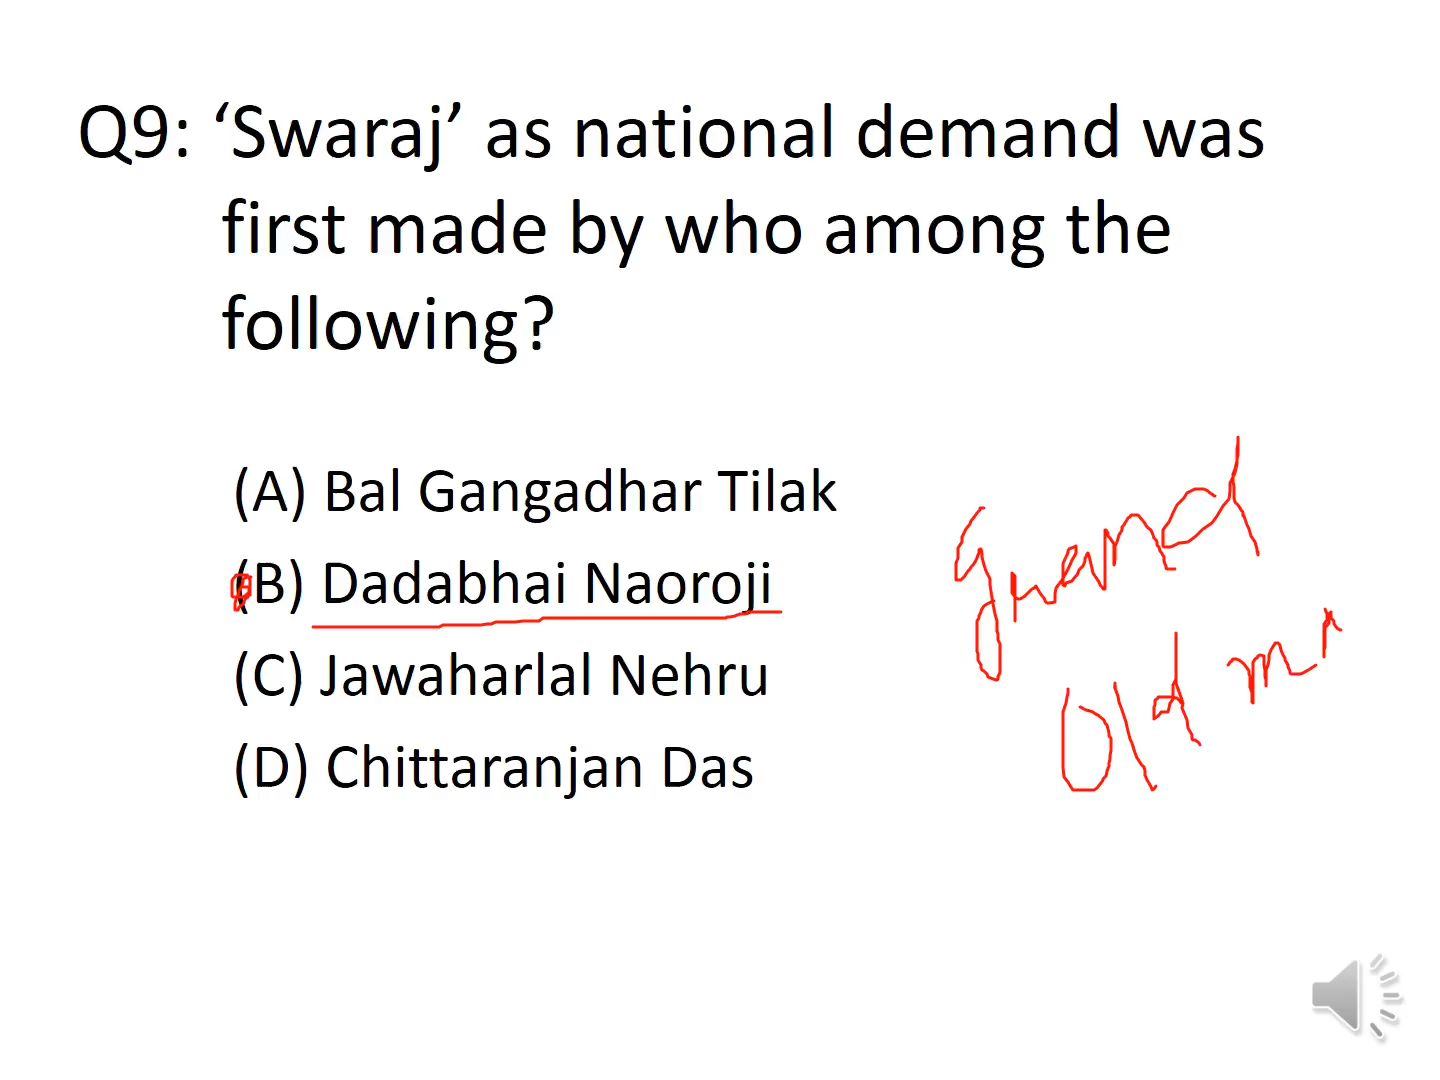 Q9: ‘Swaraj’ as national demand was
first made by who among the
following?
(A) Bal Gangadhar Tilak
(B) Dadabhai Naoroji
(C) Jawaharlal Nehru
(D) Chittaranjan Das
Grand
Old